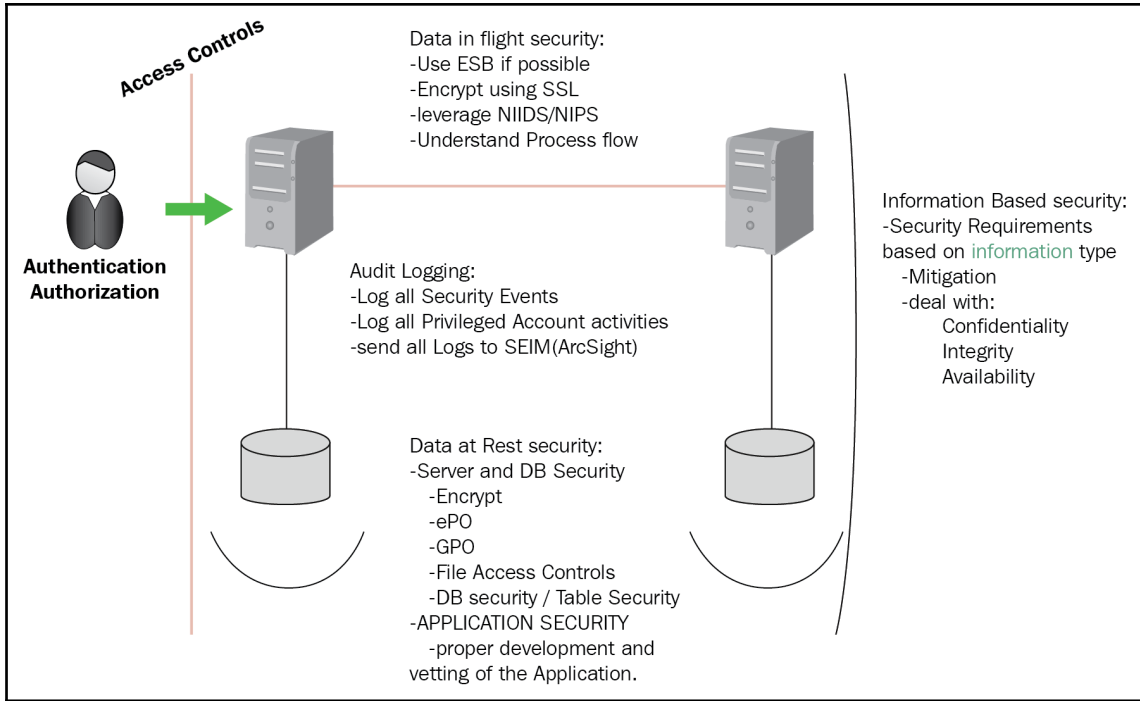 Access Controls
Data in flight security:
-Use ESB if possible
-Encrypt using SSL
-leverage NIIDS/NIPS
-Understand Process flow
Authentication
Authorization
Audit Logging:
-Log all Security Events
-Log all Privileged Account activities
-send all Logs to SEIM(ArcSight)
Information Based security:
-Security Requirements
based on information type
-Mitigation
-deal with:
Confidentiality
Integrity
Availability
Data at Rest security:
-Server and DB Security
-Encrypt
-ePO
-GPO
-File Access Controls
-DB security / Table Security
-APPLICATION SECURITY
-proper development and
vetting of the Application.